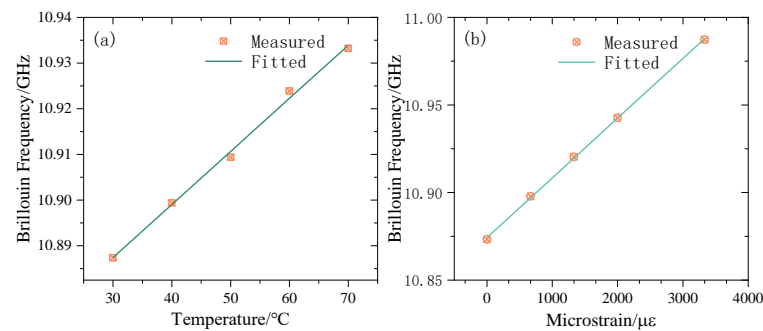 (a)
Measured
Fitted
Brillouin Frequency/GHz
10.94
10.93
10.92
10.91
10.90
10.89
30 40 50 60 70
Temperature/°C
(b)
Measured
Fitted
Brillouin Frequency/GHz
11.00
10.95
10.90
10.85
0 1000 2000 3000 4000
Microstrain/με